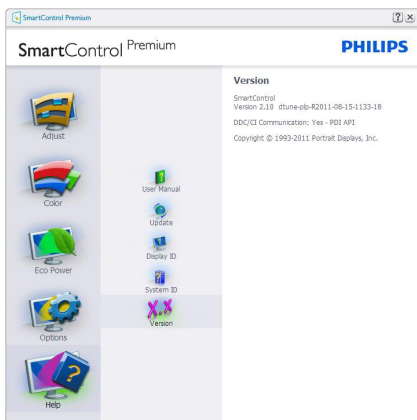 SmartControl Premium
SmartControl Premium
PHILIPS
Adjust
Color
Eco Power
Options
Help
User Manual
Update
Display ID
System ID
X.X
Version
Version
SmartControl
Version 2.10 dtune-plp-R2011-08-15-1133-18
DDC/CI Communication: Yes - PDI API
Copyright © 1993-2011 Portrait Displays, Inc.